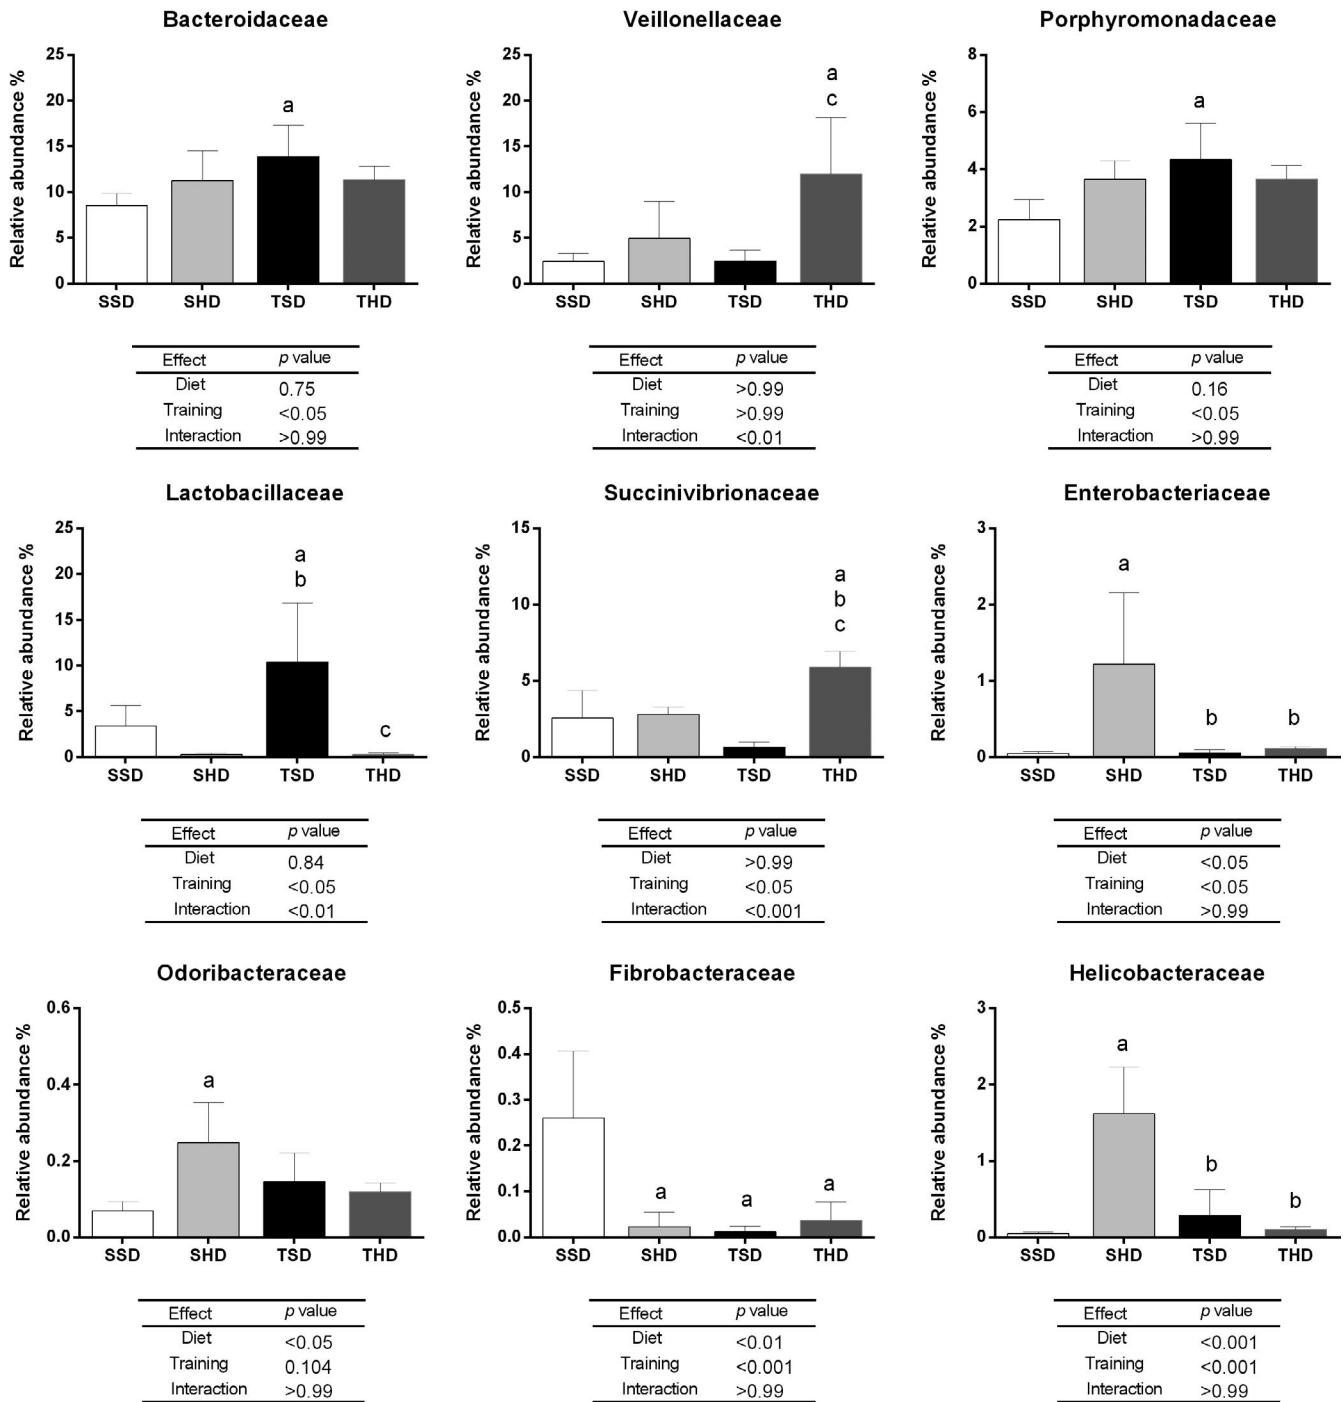 Bacteroidaceae
Relative abundance %
25
20
15
10
5
0
a
SSD SHD TSD THD
Effect p value
Diet 0.75
Training <0.05
Interaction >0.99
Veillonellaceae
Relative abundance %
25
20
15
10
5
0
a
c
SSD SHD TSD THD
Effect p value
Diet >0.99
Training >0.99
Interaction <0.01
Porphyromonadaceae
Relative abundance %
8
6
4
2
0
a
SSD SHD TSD THD
Effect p value
Diet 0.16
Training <0.05
Interaction >0.99
Lactobacillaceae
Relative abundance %
25
20
15
10
5
0
a
b
c
SSD SHD TSD THD
Effect p value
Diet 0.84
Training <0.05
Interaction <0.01
Succinivibrionaceae
Relative abundance %
15
10
5
0
a
b
c
SSD SHD TSD THD
Effect p value
Diet >0.99
Training <0.05
Interaction <0.001
Enterobacteriaceae
Relative abundance %
3
2
1
0
a
b b
SSD SHD TSD THD
Effect p value
Diet <0.05
Training <0.05
Interaction >0.99
Odoribacteraceae
Relative abundance %
0.6
0.4
0.2
0.0
a
SSD SHD TSD THD
Effect p value
Diet <0.05
Training 0.104
Interaction >0.99
Fibrobacteraceae
Relative abundance %
0.5
0.4
0.3
0.2
0.1
0.0
a a a
SSD SHD TSD THD
Effect p value
Diet <0.01
Training <0.001
Interaction >0.99
Helicobacteraceae
Relative abundance %
3
2
1
0
a
b
b
SSD SHD TSD THD
Effect p value
Diet <0.001
Training <0.001
Interaction >0.99